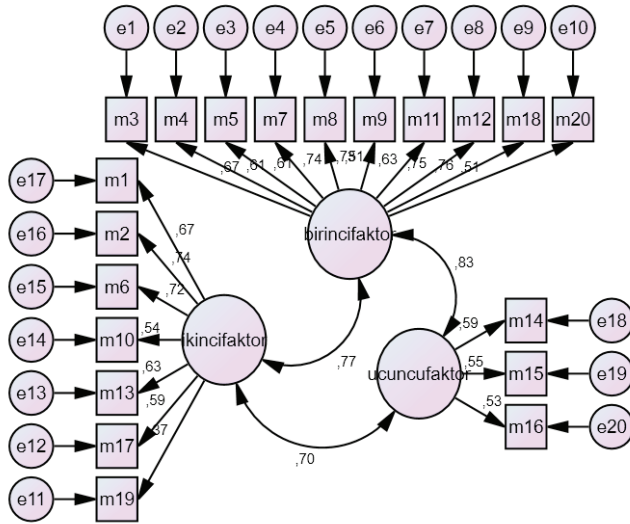 e1 e2 e3 e4 e5 e6 e7 e8 e9 e10
m3 m4 m5 m7 m8 m9 m11 m12 m18 m20
,67 ,61 ,61 ,74 ,51 ,63 ,75 ,76 ,51
birincifaktor
e17 m1 ,67
e16 m2 ,74
e15 m6 ,72
e14 m10 ,54
e13 m13 ,63
e12 m17 ,59
e11 m19 ,37
ikincifaktor
,83
,77
,70
ucuncufaktor
,59 m14 e18
,55 m15 e19
,53 m16 e20